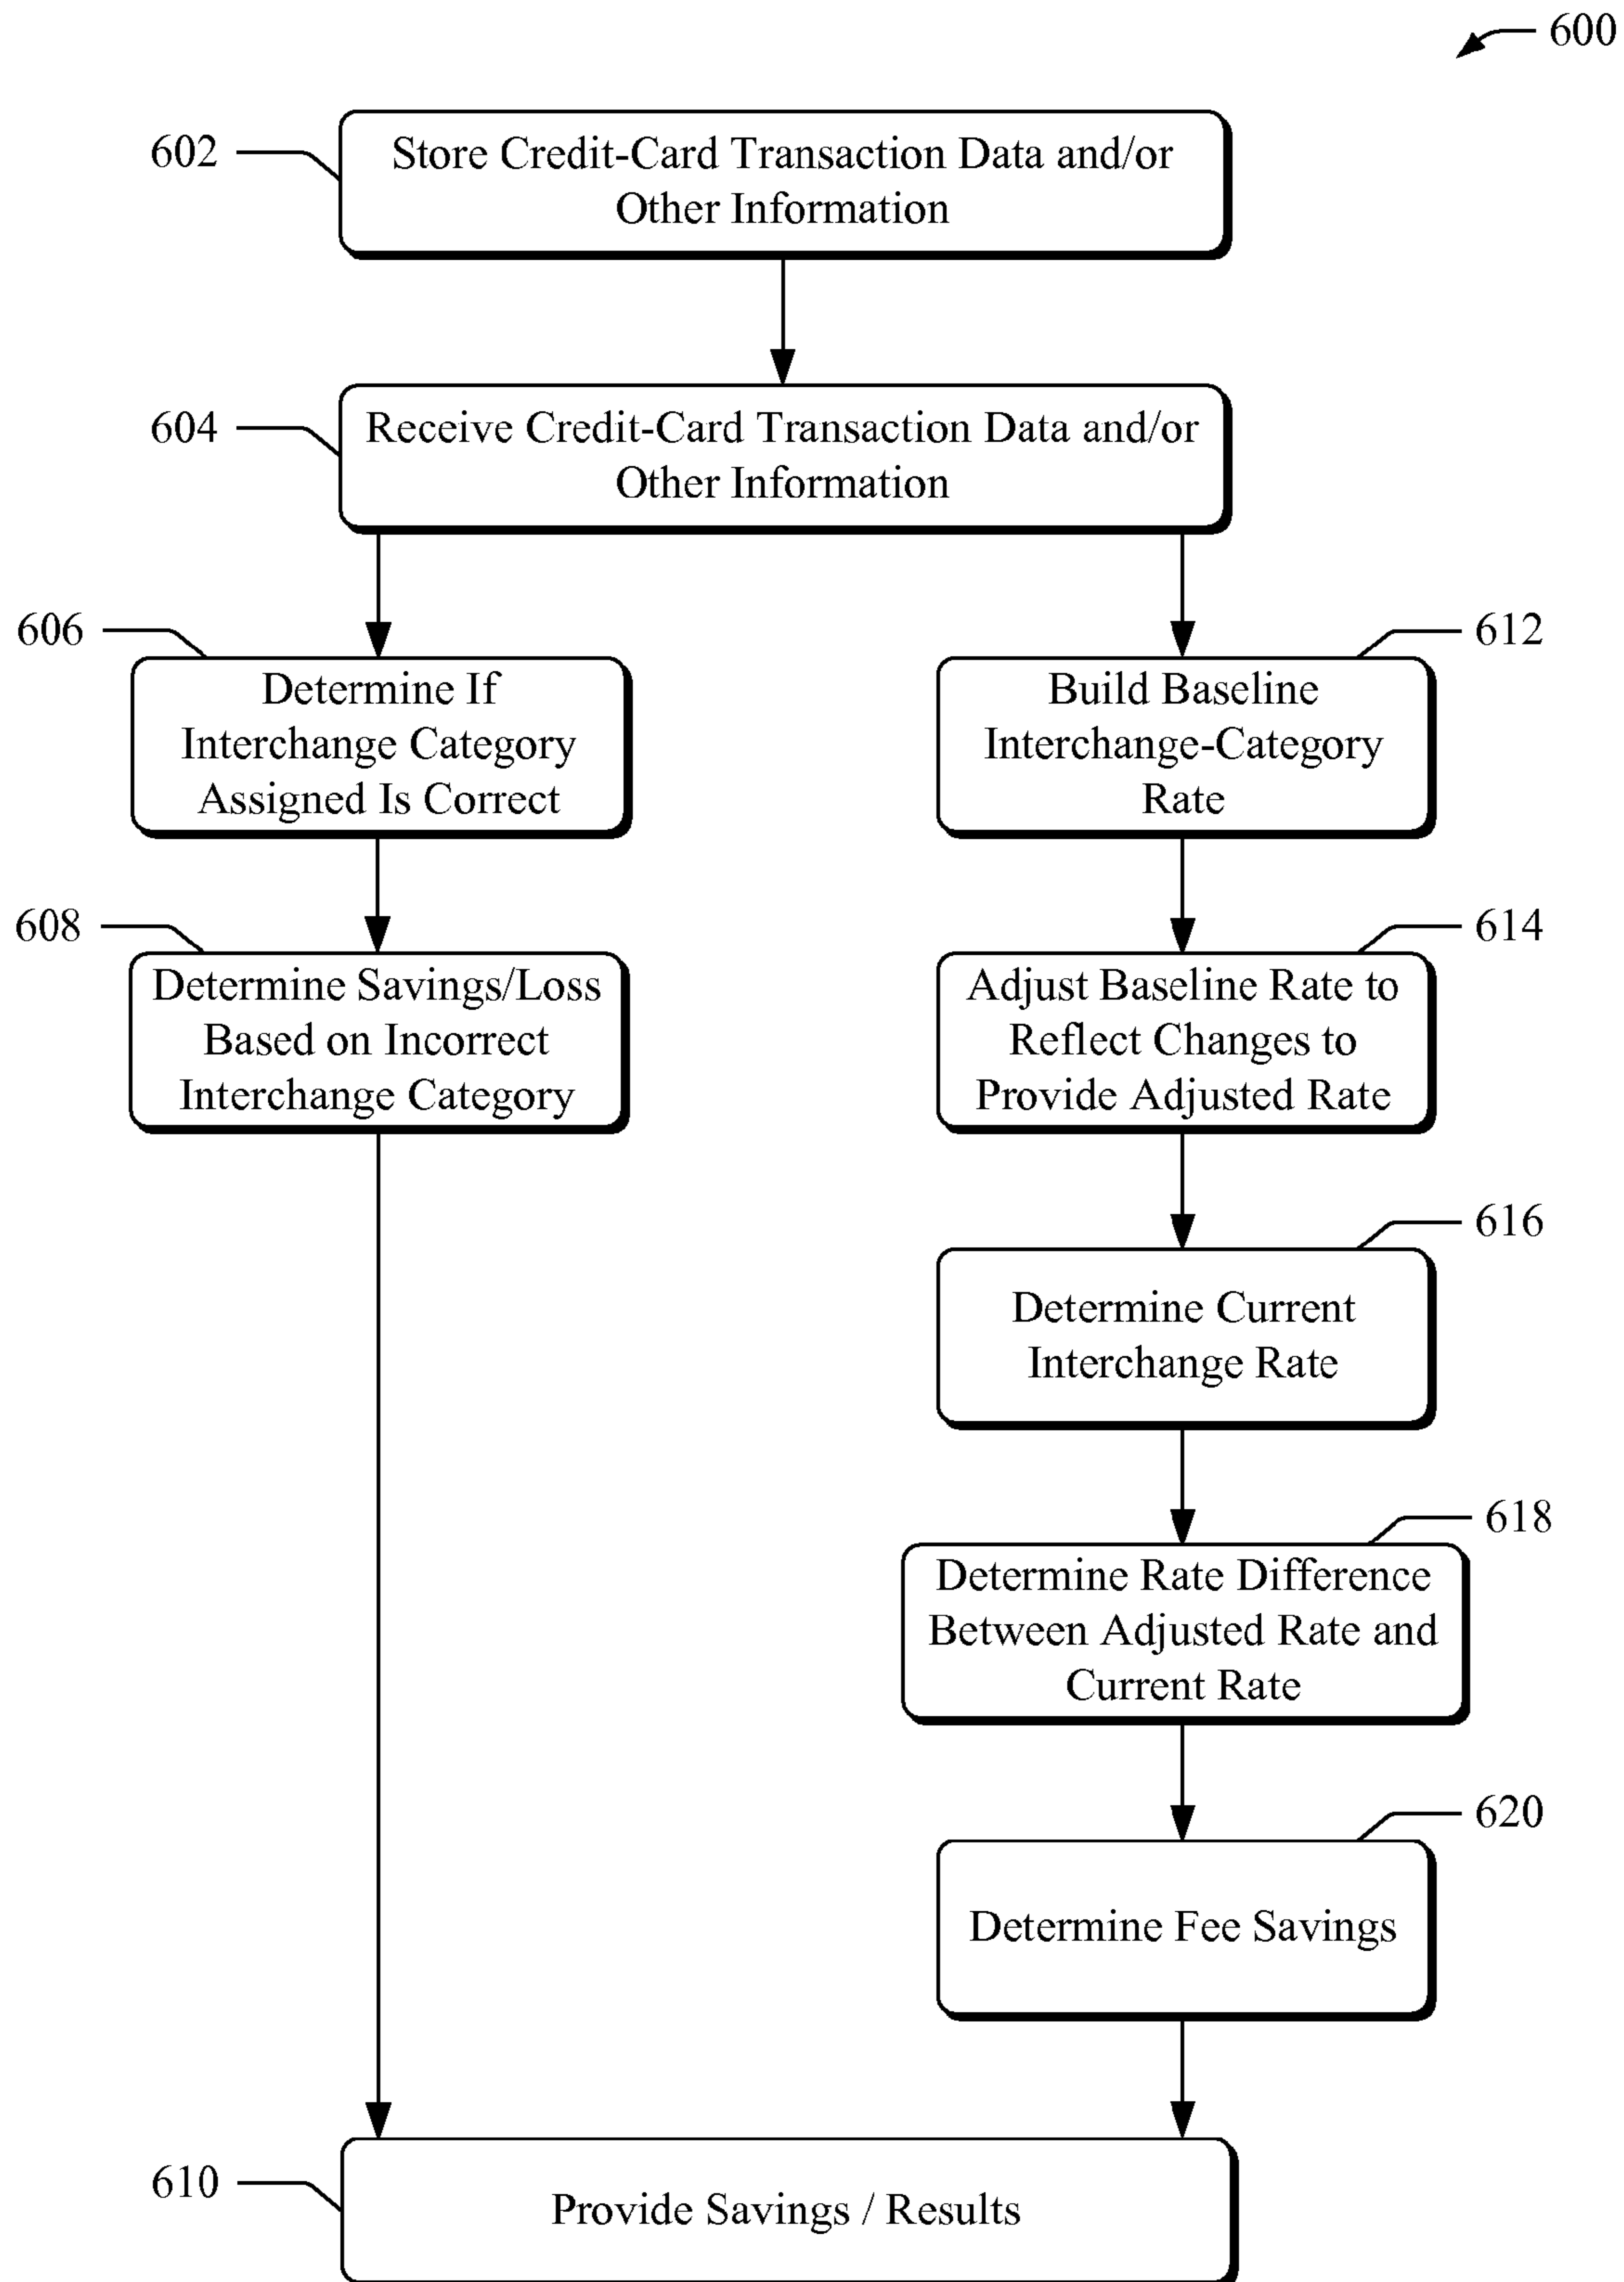 600
602
Store Credit-Card Transaction Data and/or
Other Information
604
Receive Credit-Card Transaction Data and/or
Other Information
606
Determine If
Interchange Category
Assigned Is Correct
612
Build Baseline
Interchange-Category
Rate
608
Determine Savings/Loss
Based on Incorrect
Interchange Category
614
Adjust Baseline Rate to
Reflect Changes to
Provide Adjusted Rate
616
Determine Current
Interchange Rate
618
Determine Rate Difference
Between Adjusted Rate and
Current Rate
620
Determine Fee Savings
610
Provide Savings / Results